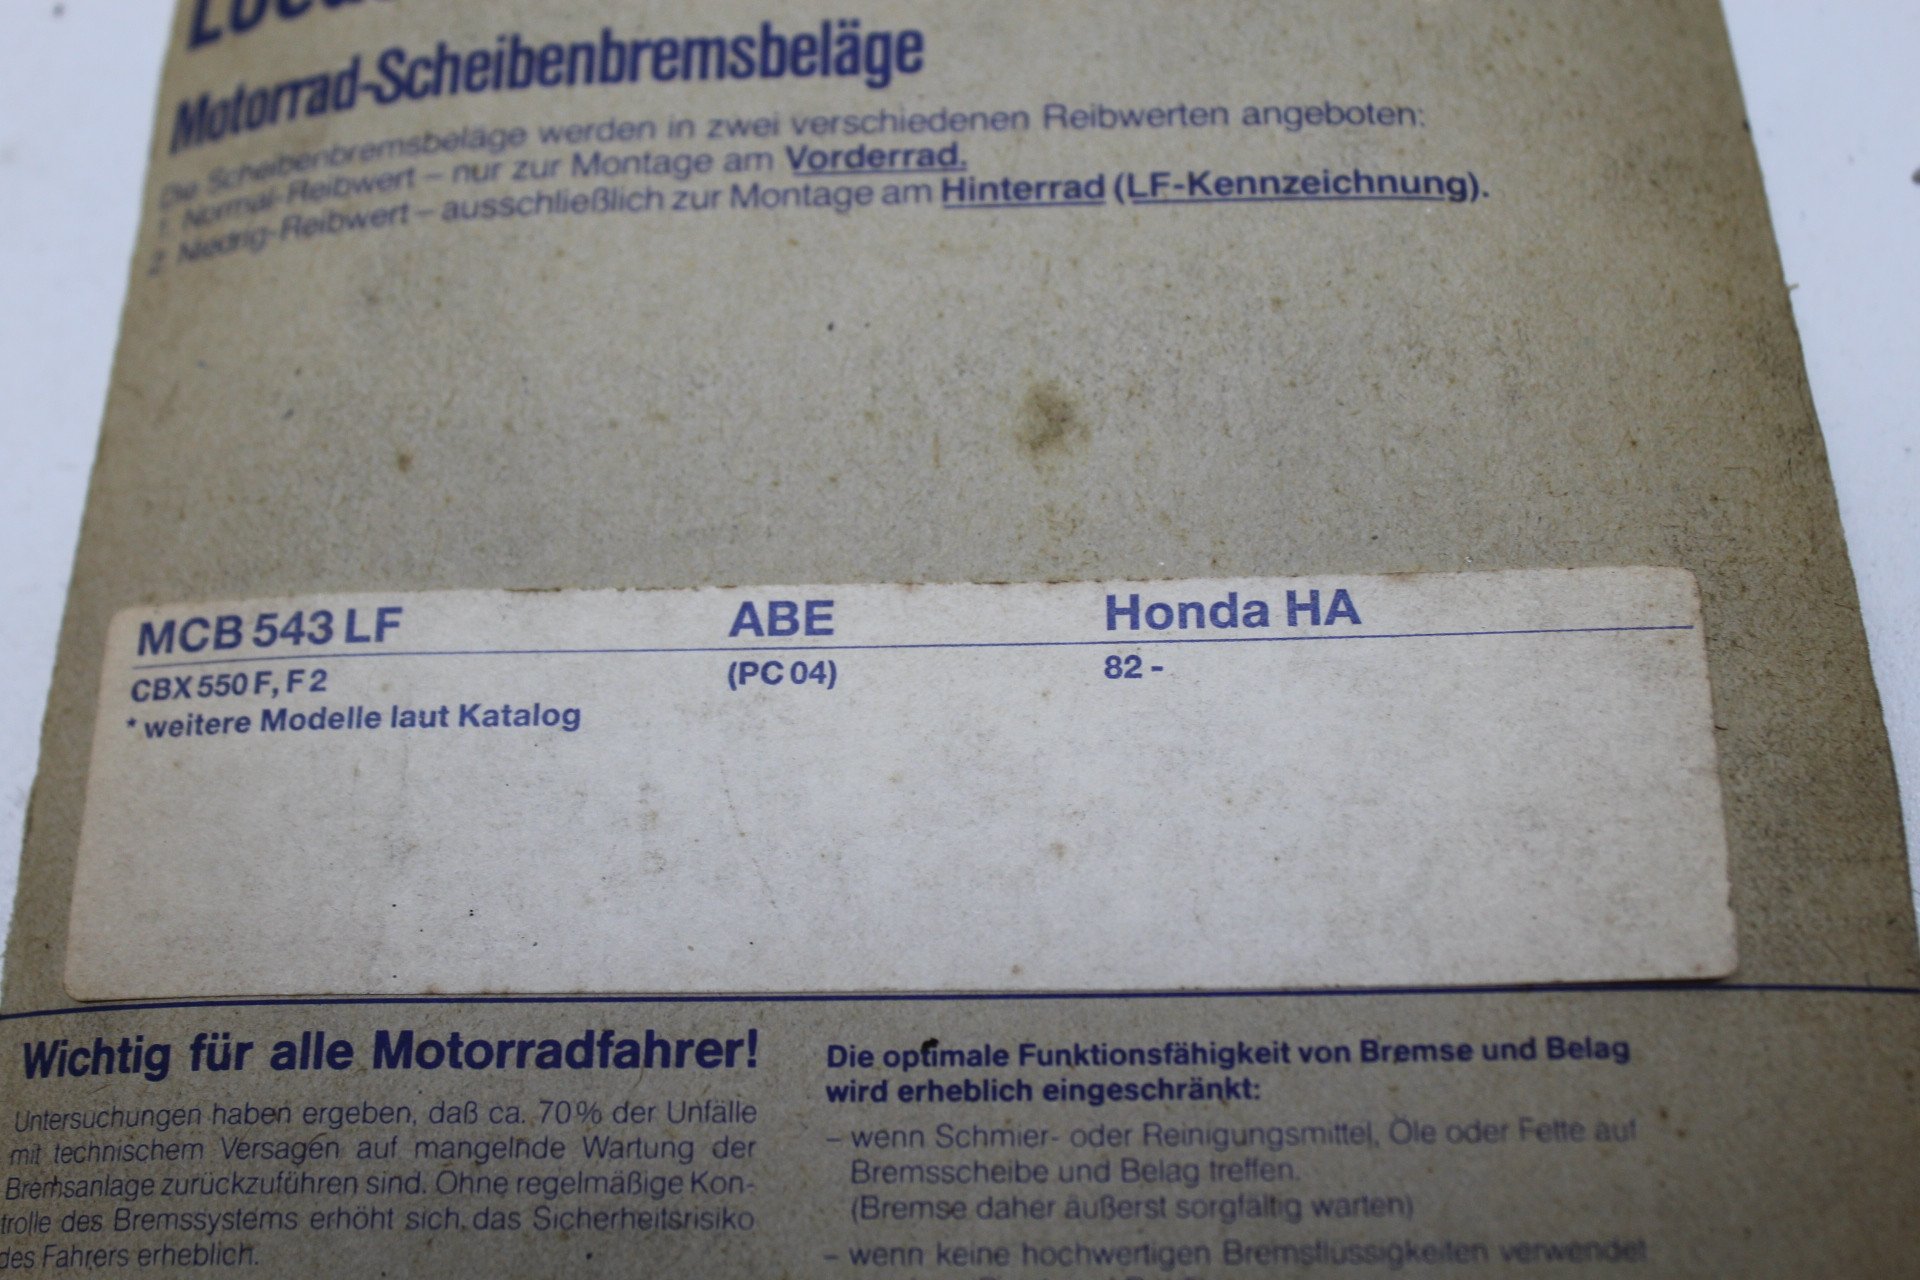 Motorrad-Scheibenbremsbeläge
Die Scheibenbremsbeläge werden in zwei verschiedenen Reibwerten angeboten:
1. Normal-Reibwert – nur zur Montage am Vorderrad.
2. Niedrig-Reibwert – ausschließlich zur Montage am Hinterrad (LF-Kennzeichnung).
MCB 543 LF ABE Honda HA
CBX 550 F, F 2 (PC 04) 82 -
* weitere Modelle laut Katalog
Wichtig für alle Motorradfahrer!
Untersuchungen haben ergeben, daß ca. 70% der Unfälle
mit technischem Versagen auf mangelnde Wartung der
Bremsanlage zurückzuführen sind. Ohne regelmäßige Kon-
trolle des Bremssystems erhöht sich das Sicherheitsrisiko
des Fahrers erheblich.
Die optimale Funktionsfähigkeit von Bremse und Belag
wird erheblich eingeschränkt:
– wenn Schmier- oder Reinigungsmittel, Öle oder Fette auf
Bremsscheibe und Belag treffen.
(Bremse daher äußerst sorgfältig warten)
– wenn keine hochwertigen Bremsflüssigkeiten verwendet